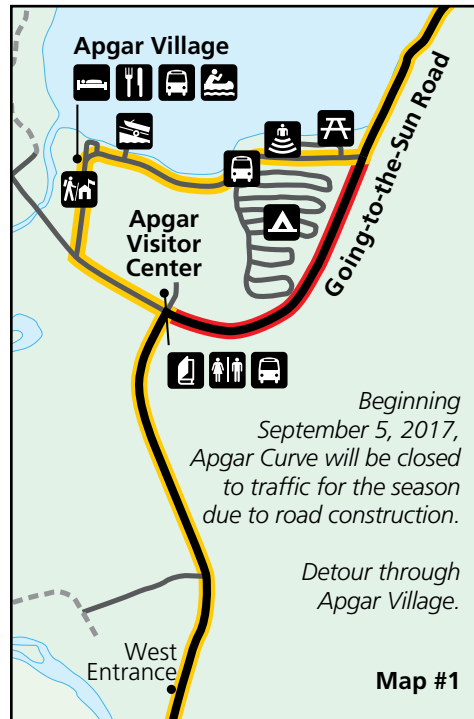 Apgar Village
Going-to-the-Sun Road
Apgar
Visitor
Center
Beginning
September 5, 2017,
Apgar Curve will be closed
to traffic for the season
due to road construction.
Detour through
Apgar Village.
West
Entrance
Map #1